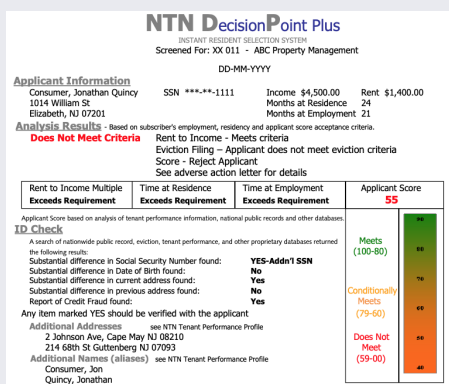 NTN DecisionPoint Plus
INSTANT RESIDENT SELECTION SYSTEM
Screened For: XX 011 - ABC Property Management
DD-MM-YYYY
Applicant Information
Consumer, Jonathan Quincy SSN ***-**-1111 Income $4,500.00 Rent $1,400.00
1014 William St Months at Residence 24
Elizabeth, NJ 07201 Months at Employment 21
Analysis Results - Based on subscriber's employment, residency and applicant score acceptance criteria.
Does Not Meet Criteria Rent to Income - Meets criteria
Eviction Filing – Applicant does not meet eviction criteria
Score - Reject Applicant
See adverse action letter for details
Rent to Income Multiple Time at Residence Time at Employment Applicant Score
Exceeds Requirement Exceeds Requirement Exceeds Requirement 55
Applicant Score based on analysis of tenant performance information, national public records and other databases.
90
ID Check
A search of nationwide public record, eviction, tenant performance, and other proprietary databases returned
the following results:
Meets
(100-80)
80
Substantial difference in Social Security Number found: YES-Addn'l SSN
Substantial difference in Date of Birth found: No
Substantial difference in current address found: Yes
70
Substantial difference in previous address found: No
Report of Credit Fraud found: Yes
Conditionally
Meets
(79-60)
60
Any item marked YES should be verified with the applicant
Additional Addresses see NTN Tenant Performance Profile
2 Johnson Ave, Cape May NJ 08210
214 68th St Guttenberg NJ 07093
Does Not
Meet
(59-00)
50
Additional Names (aliases) see NTN Tenant Performance Profile
Consumer, Jon
40
Quincy, Jonathan